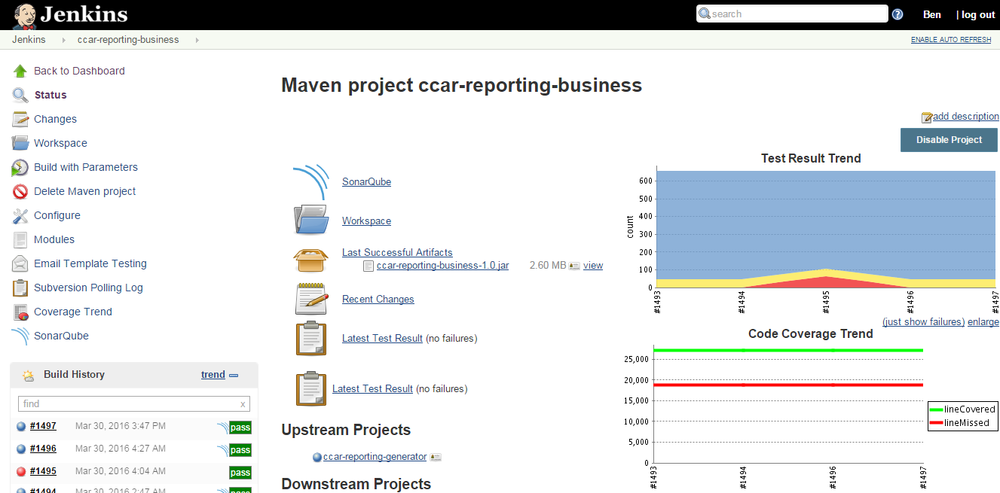 Jenkins
search
Ben | log out
Jenkins ccar-reporting-business
ENABLE AUTO REFRESH
Back to Dashboard
Status
Changes
Workspace
Build with Parameters
Delete Maven project
Configure
Modules
Email Template Testing
Subversion Polling Log
Coverage Trend
SonarQube
Build History trend
find x
#1497 Mar 30, 2016 3:47 PM pass
#1496 Mar 30, 2016 4:27 AM pass
#1495 Mar 30, 2016 4:04 AM pass
#1494 Mar 30, 2016 2:47 AM pass
Maven project ccar-reporting-business
add description
Disable Project
SonarQube
Workspace
Last Successful Artifacts
ccar-reporting-business-1.0.jar 2.60 MB view
Recent Changes
Latest Test Result (no failures)
Latest Test Result (no failures)
Upstream Projects
ccar-reporting-generator
Downstream Projects
Test Result Trend
count
600
500
400
300
200
100
0
#1493 #1494 #1495 #1496 #1497
(just show failures) enlarge
Code Coverage Trend
25,000
20,000
15,000
10,000
5,000
0
#1493 #1494 #1496 #1497
lineCovered
lineMissed